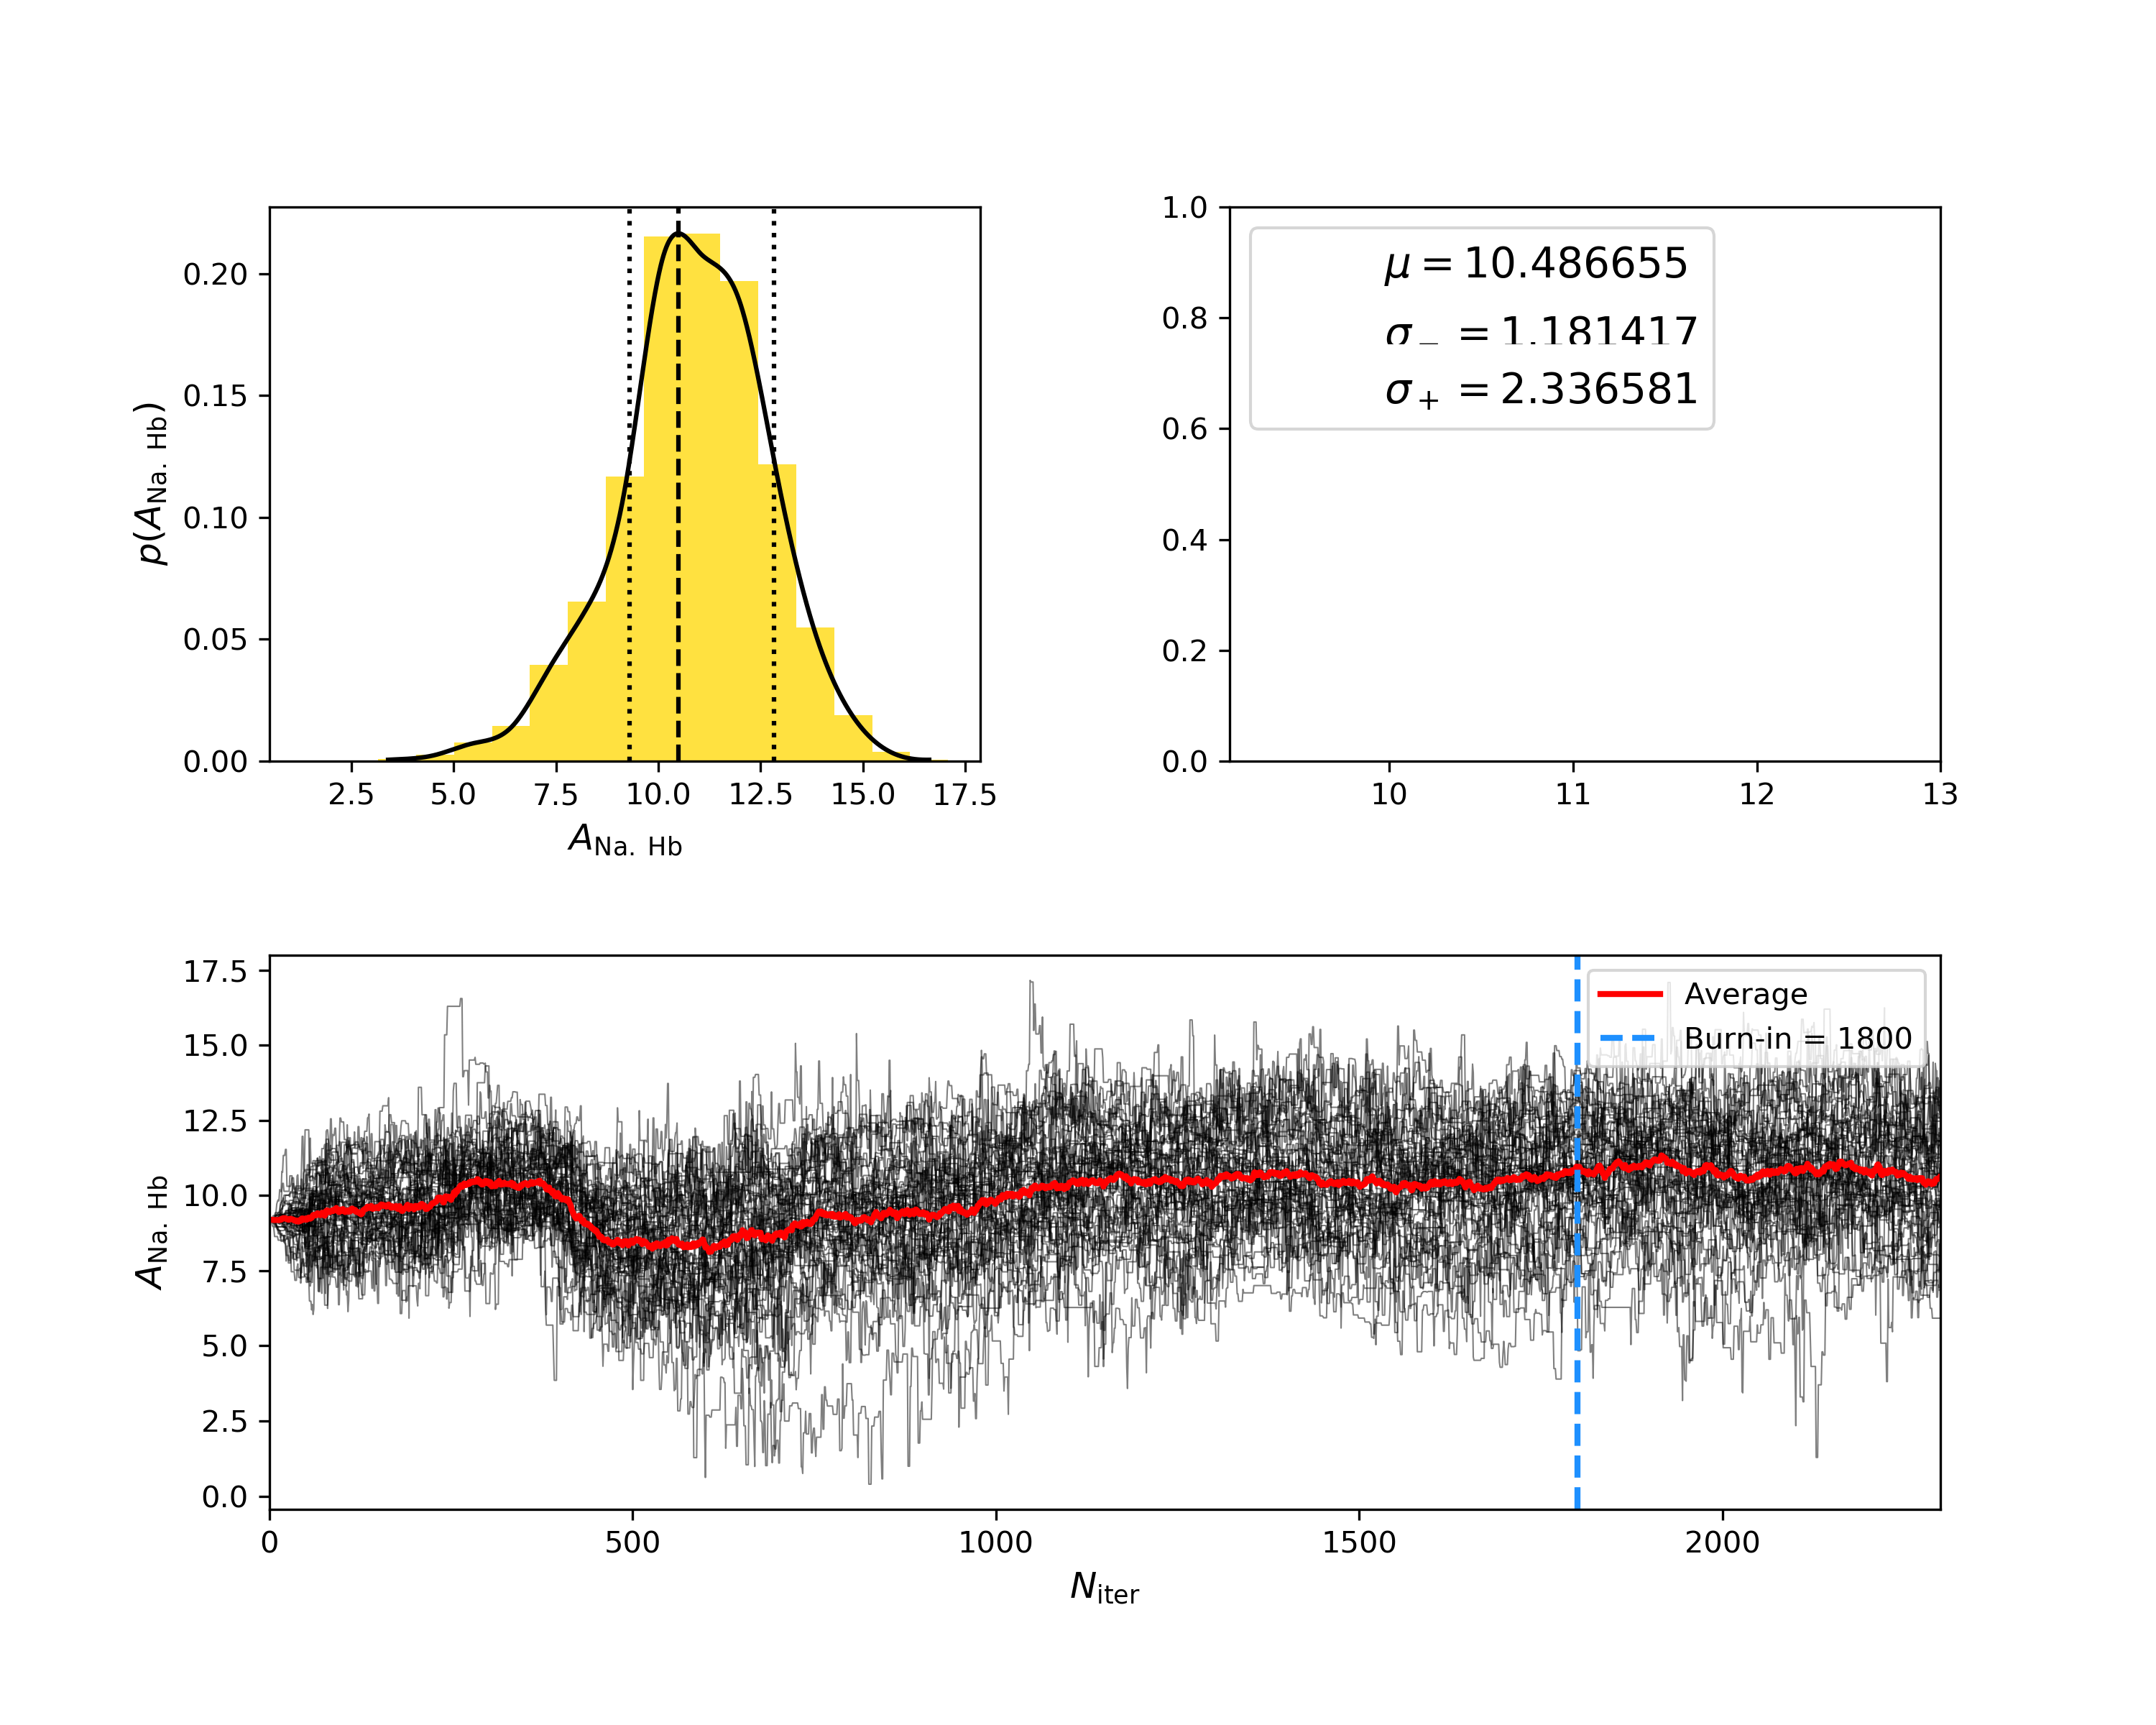 0.20
0.15
0.10
0.05
0.00
p(A_Na. Hb)
2.5 5.0 7.5 10.0 12.5 15.0 17.5
A_Na. Hb
1.0
0.8
0.6
0.4
0.2
0.0
μ = 10.486655
σ_− = 1.181417
σ_+ = 2.336581
10 11 12 13
17.5
15.0
12.5
10.0
7.5
5.0
2.5
0.0
A_Na. Hb
Average
Burn-in = 1800
0 500 1000 1500 2000
N_iter